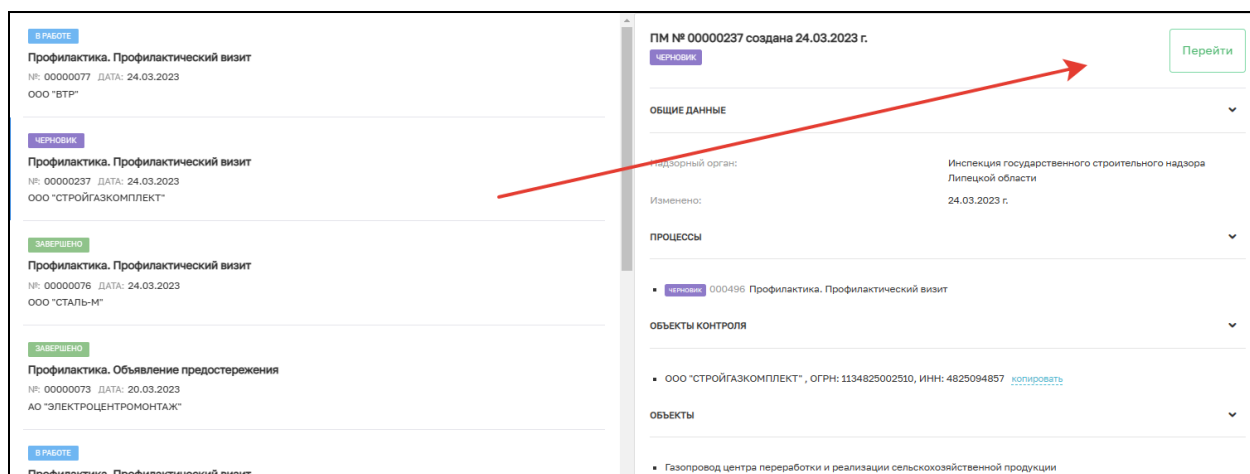 В РАБОТЕ
Профилактика. Профилактический визит
№: 00000077 ДАТА: 24.03.2023
ООО "ВТР"
ЧЕРНОВИК
Профилактика. Профилактический визит
№: 00000237 ДАТА: 24.03.2023
ООО "СТРОЙГАЗКОМПЛЕКТ"
ЗАВЕРШЕНО
Профилактика. Профилактический визит
№: 00000076 ДАТА: 24.03.2023
ООО "СТАЛЬ-М"
ЗАВЕРШЕНО
Профилактика. Объявление предостережения
№: 00000073 ДАТА: 20.03.2023
АО "ЭЛЕКТРОЦЕНТРОМОНТАЖ"
В РАБОТЕ
Профилактика. Профилактический визит
ПМ № 00000237 создана 24.03.2023 г.
ЧЕРНОВИК
Перейти
ОБЩИЕ ДАННЫЕ
Надзорный орган: Инспекция государственного строительного надзора
Липецкой области
Изменено: 24.03.2023 г.
ПРОЦЕССЫ
ЧЕРНОВИК 000496 Профилактика. Профилактический визит
ОБЪЕКТЫ КОНТРОЛЯ
ООО "СТРОЙГАЗКОМПЛЕКТ" , ОГРН: 1134825002510, ИНН: 4825094857 копировать
ОБЪЕКТЫ
Газопровод центра переработки и реализации сельскохозяйственной продукции